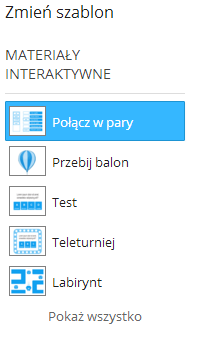 Zmień szablon
MATERIAŁY
INTERAKTYWNE
Połącz w pary
Przebij balon
Test
Teleturniej
Labirynt
Pokaż wszystko